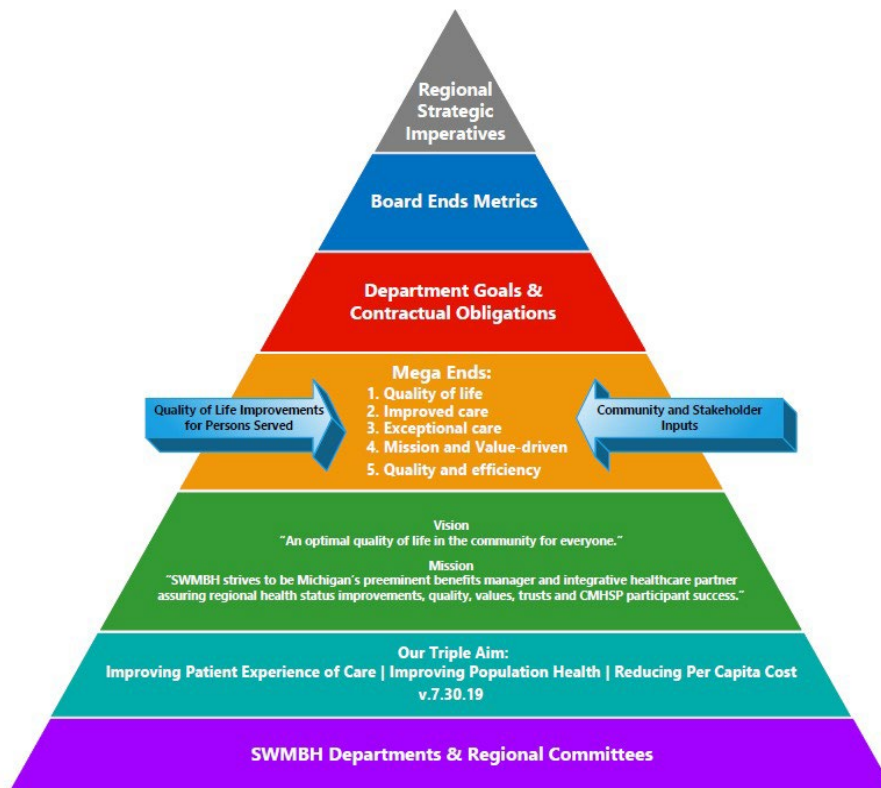 Regional
Strategic
Imperatives
Board Ends Metrics
Department Goals &
Contractual Obligations
Mega Ends:
1. Quality of life
2. Improved care
3. Exceptional care
4. Mission and Value-driven
5. Quality and efficiency
Quality of Life Improvements
for Persons Served
Community and Stakeholder
Inputs
Vision
"An optimal quality of life in the community for everyone."
Mission
"SWMBH strives to be Michigan's preeminent benefits manager and integrative healthcare partner
assuring regional health status improvements, quality, values, trusts and CMHSP participant success."
Our Triple Aim:
Improving Patient Experience of Care | Improving Population Health | Reducing Per Capita Cost
v.7.30.19
SWMBH Departments & Regional Committees